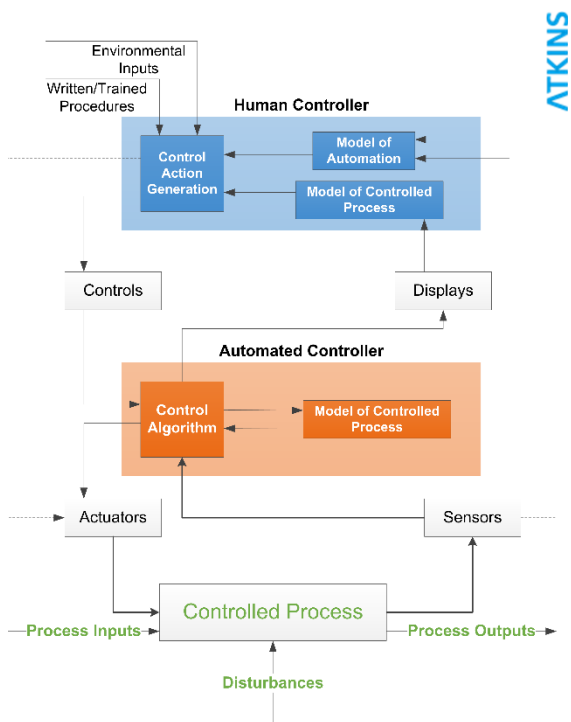 ATKINS
Environmental
Inputs
Written/Trained
Procedures
Human Controller
Control
Action
Generation
Model of
Automation
Model of Controlled
Process
Controls
Displays
Automated Controller
Control
Algorithm
Model of Controlled
Process
Actuators
Sensors
Controlled Process
Process Inputs
Process Outputs
Disturbances